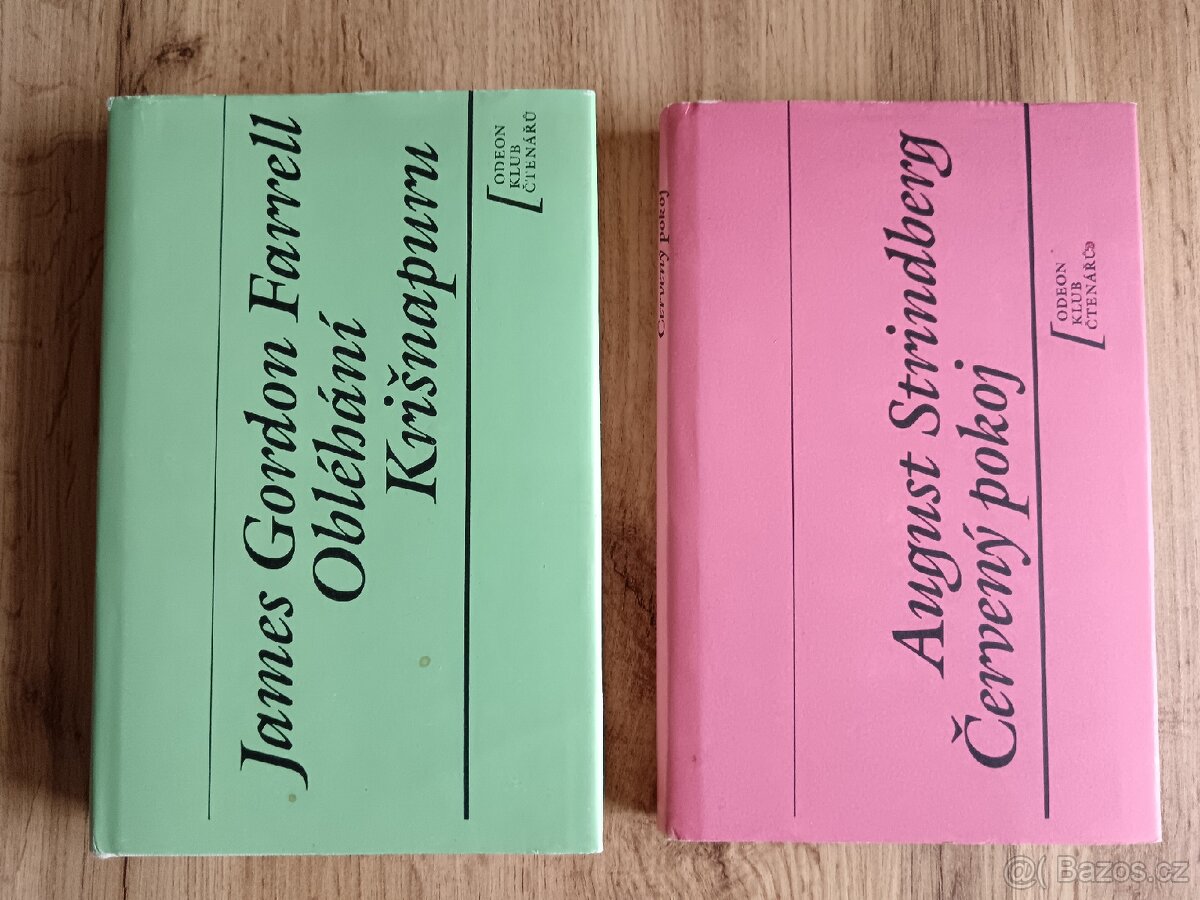 James Gordon Farrell
Obléhání
Krišnapuru
ODEON
KLUB
ČTENÁŘŮ
Červený pokoj
August Strindberg
Červený pokoj
ODEON
KLUB
ČTENÁŘŮ
Bazos.cz